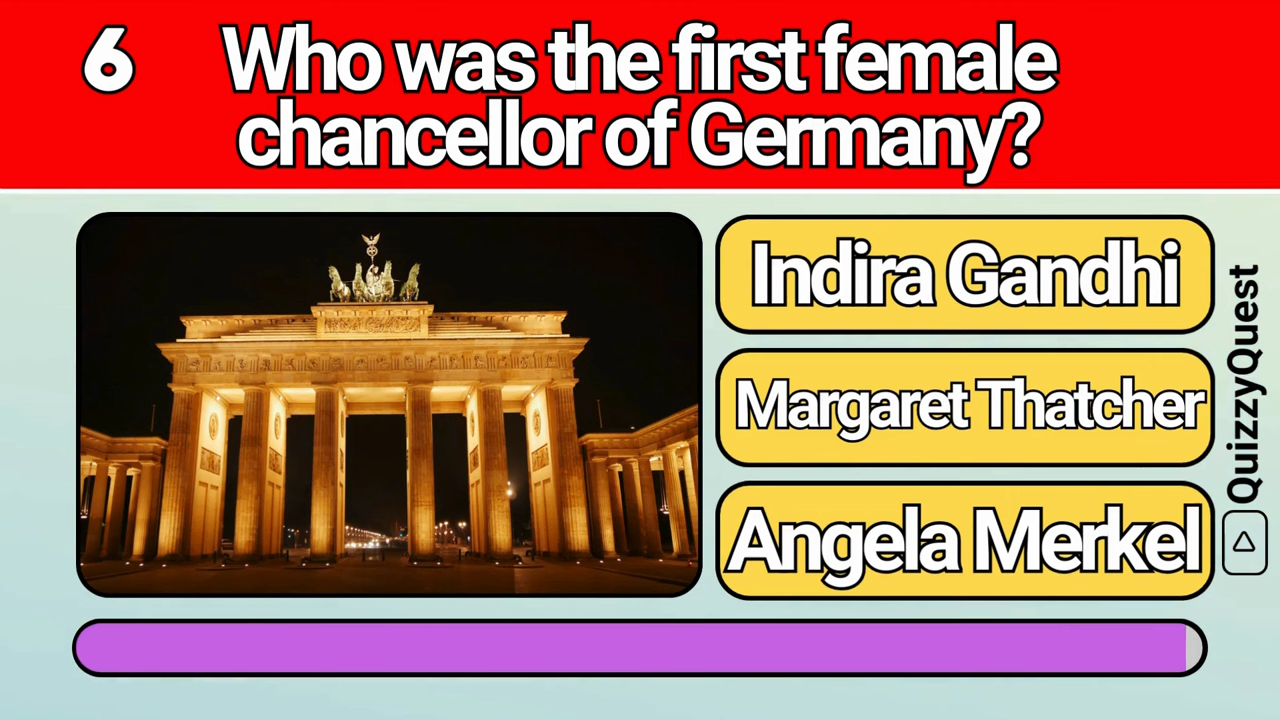 6
Who was the first female
chancellor of Germany?
Indira Gandhi
Margaret Thatcher
Angela Merkel
QuizzyQuest